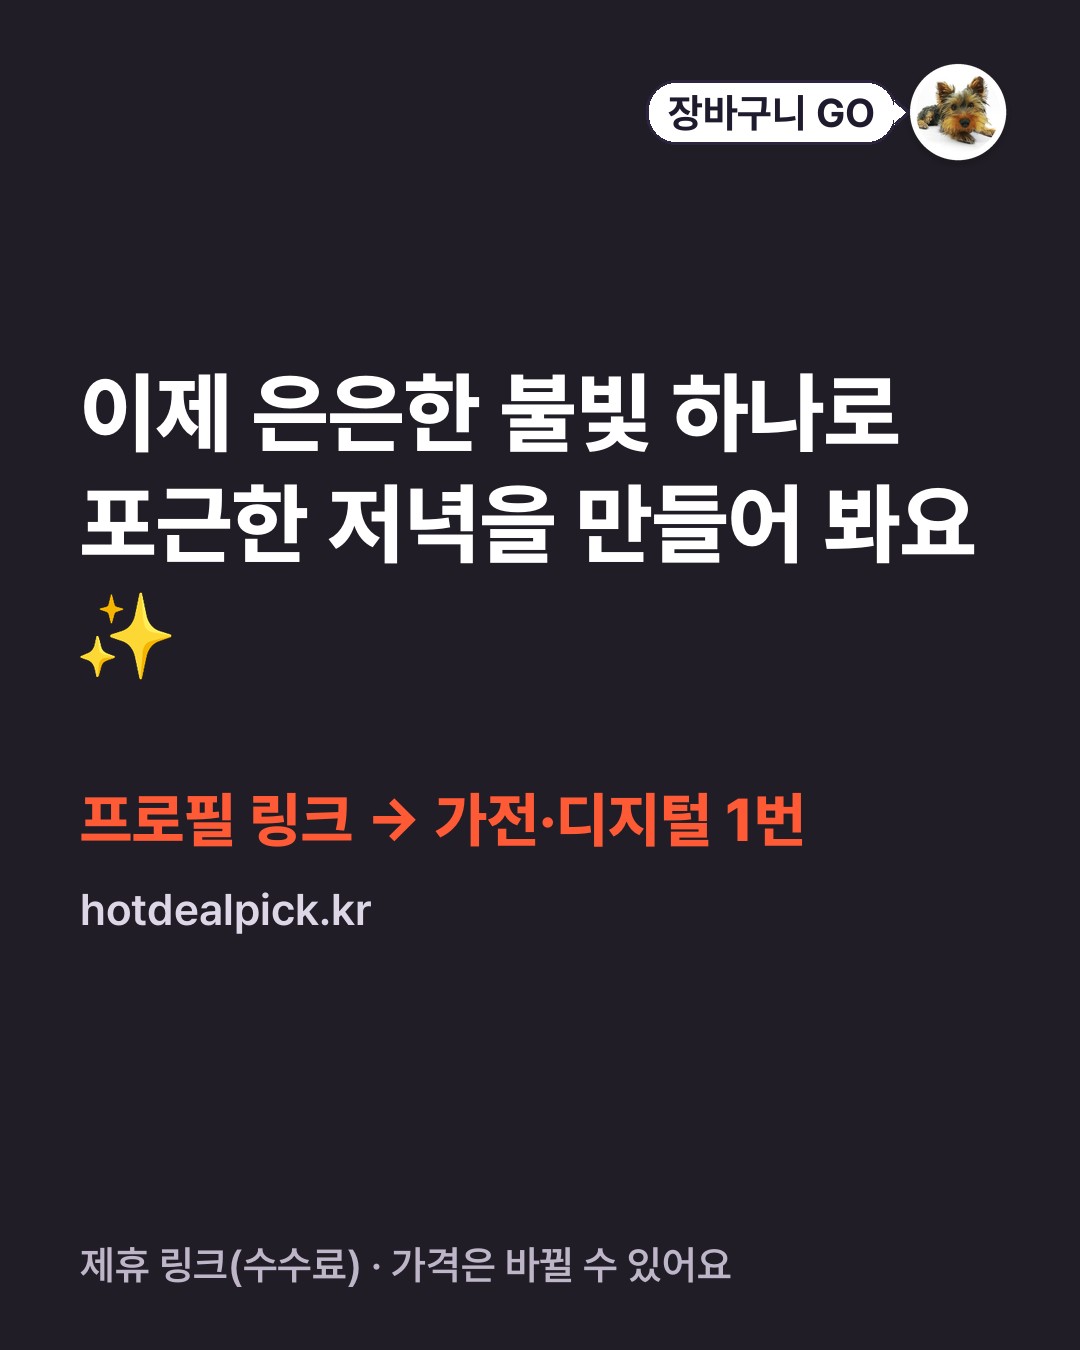 장바구니 GO
이제 은은한 불빛 하나로
포근한 저녁을 만들어 봐요
✨
프로필 링크 → 가전·디지털 1번
hotdealpick.kr
제휴 링크(수수료) · 가격은 바뀔 수 있어요